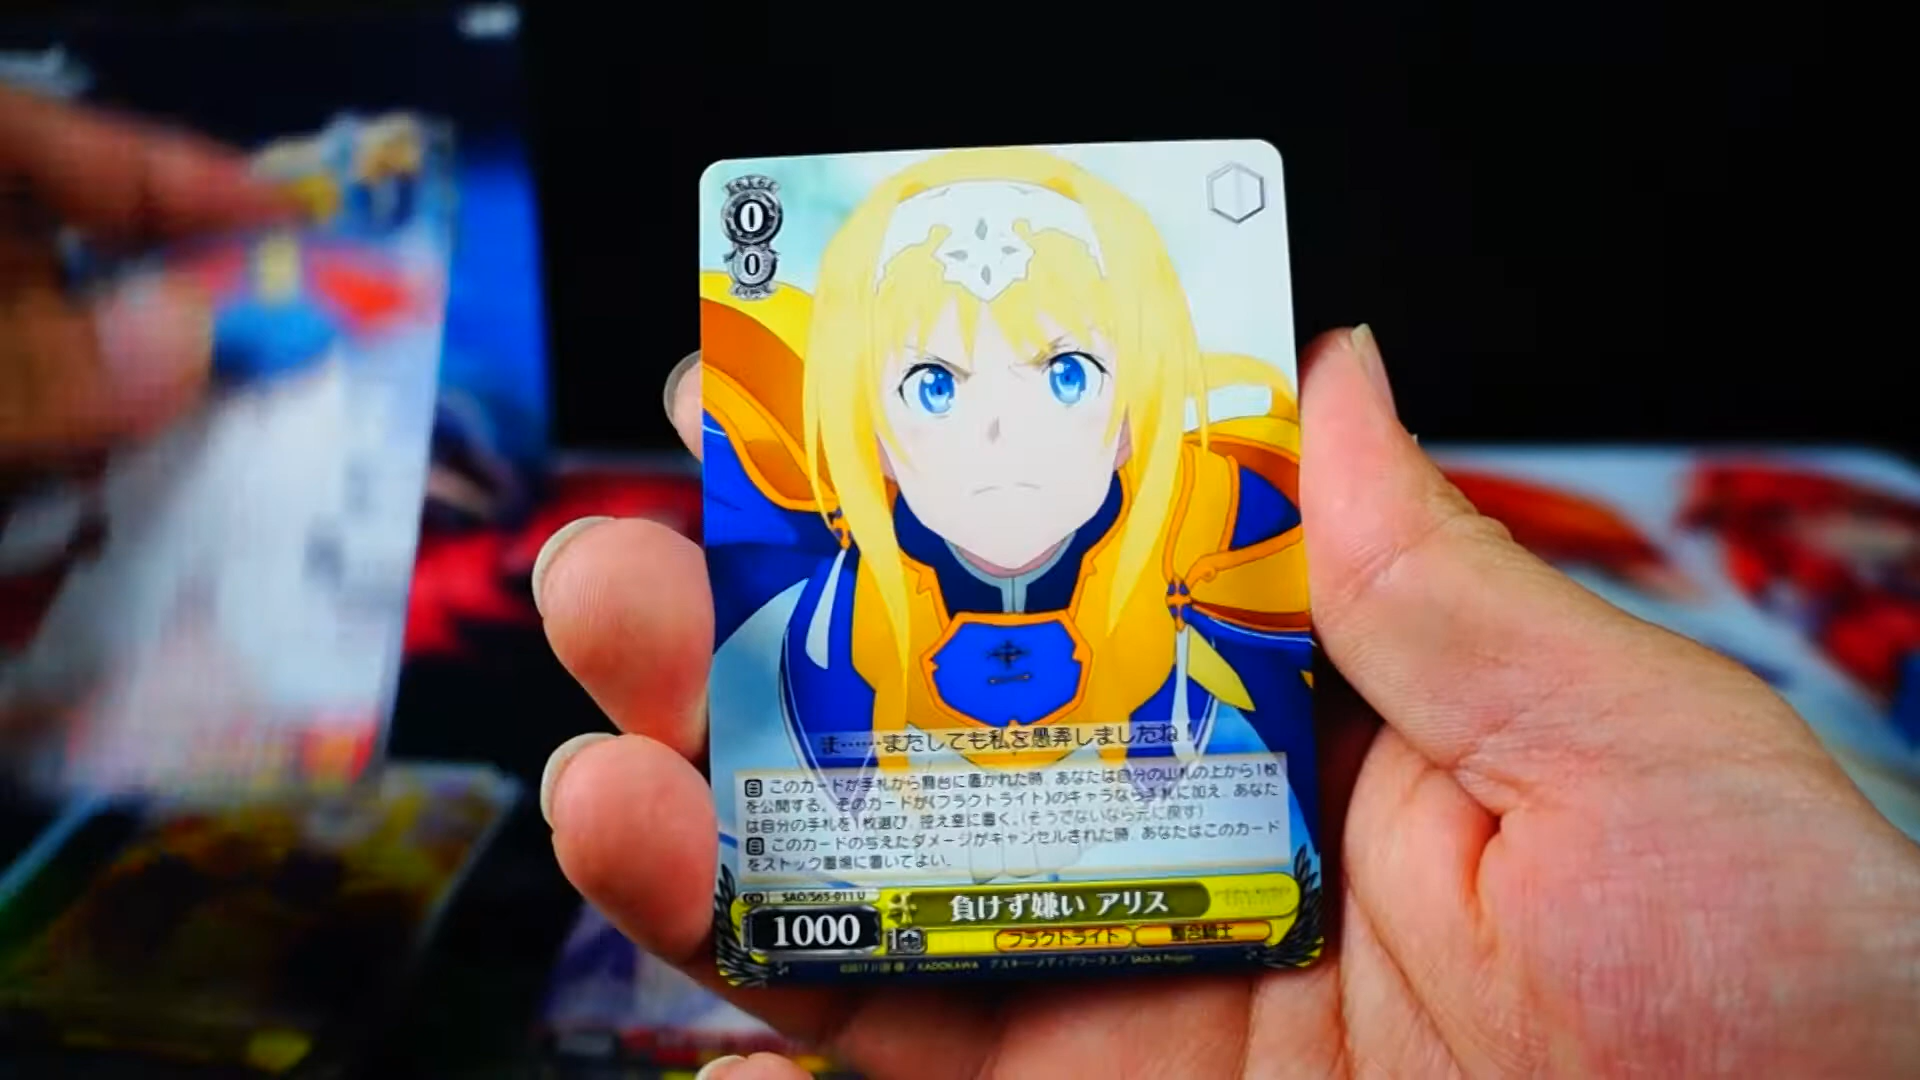 0
0
ま……またしても私を愚弄しましたね!
自 このカードが手札から舞台に置かれた時、あなたは自分の山札の上から1枚
を公開する。そのカードが《フラクトライト》のキャラなら手札に加え、あなた
は自分の手札を1枚選び、控え室に置く。(そうでないなら元に戻す)
自 このカードの与えたダメージがキャンセルされた時、あなたはこのカード
をストック置場に置いてよい。
SAO/S65-011 U
負けず嫌い アリス
1000
1
フラクトライト 整合騎士